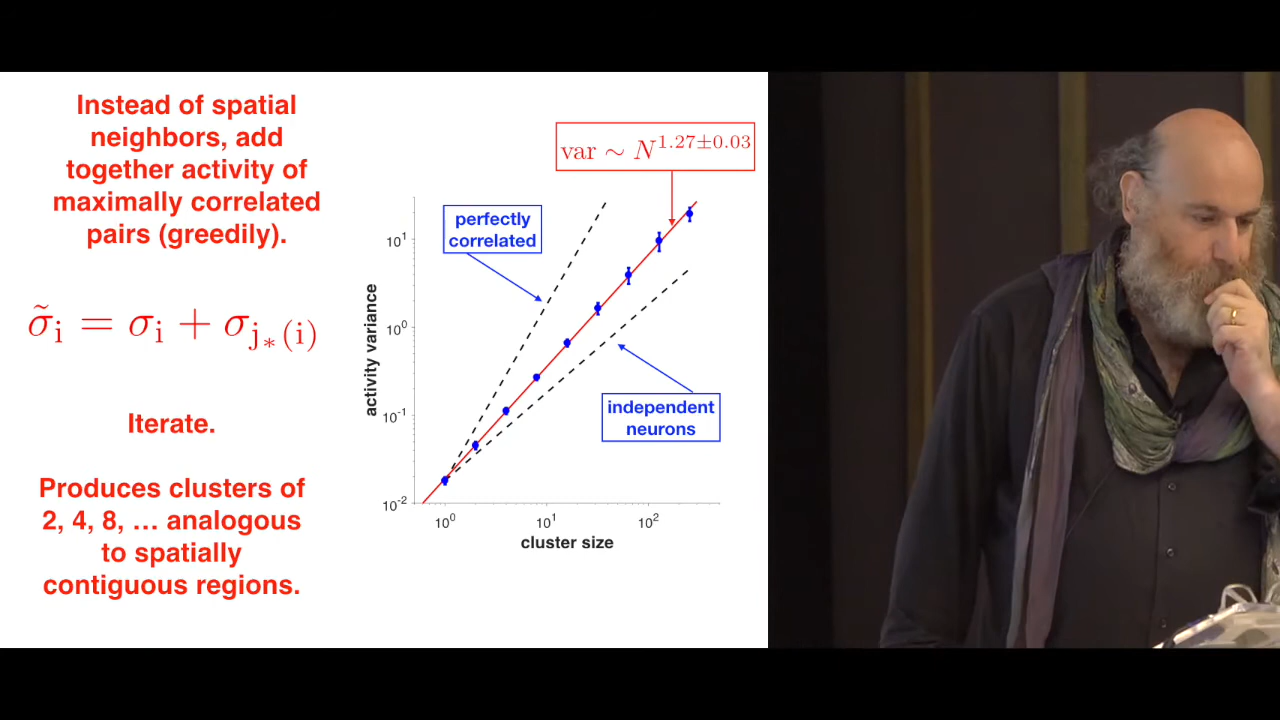 Instead of spatial
neighbors, add
together activity of
maximally correlated
pairs (greedily).
σ̃ᵢ = σᵢ + σ_{j∗(i)}
Iterate.
Produces clusters of
2, 4, 8, ... analogous
to spatially
contiguous regions.
var ∼ N^{1.27±0.03}
perfectly
correlated
independent
neurons
activity variance
10¹
10⁰
10⁻¹
10⁻²
10⁰ 10¹ 10²
cluster size